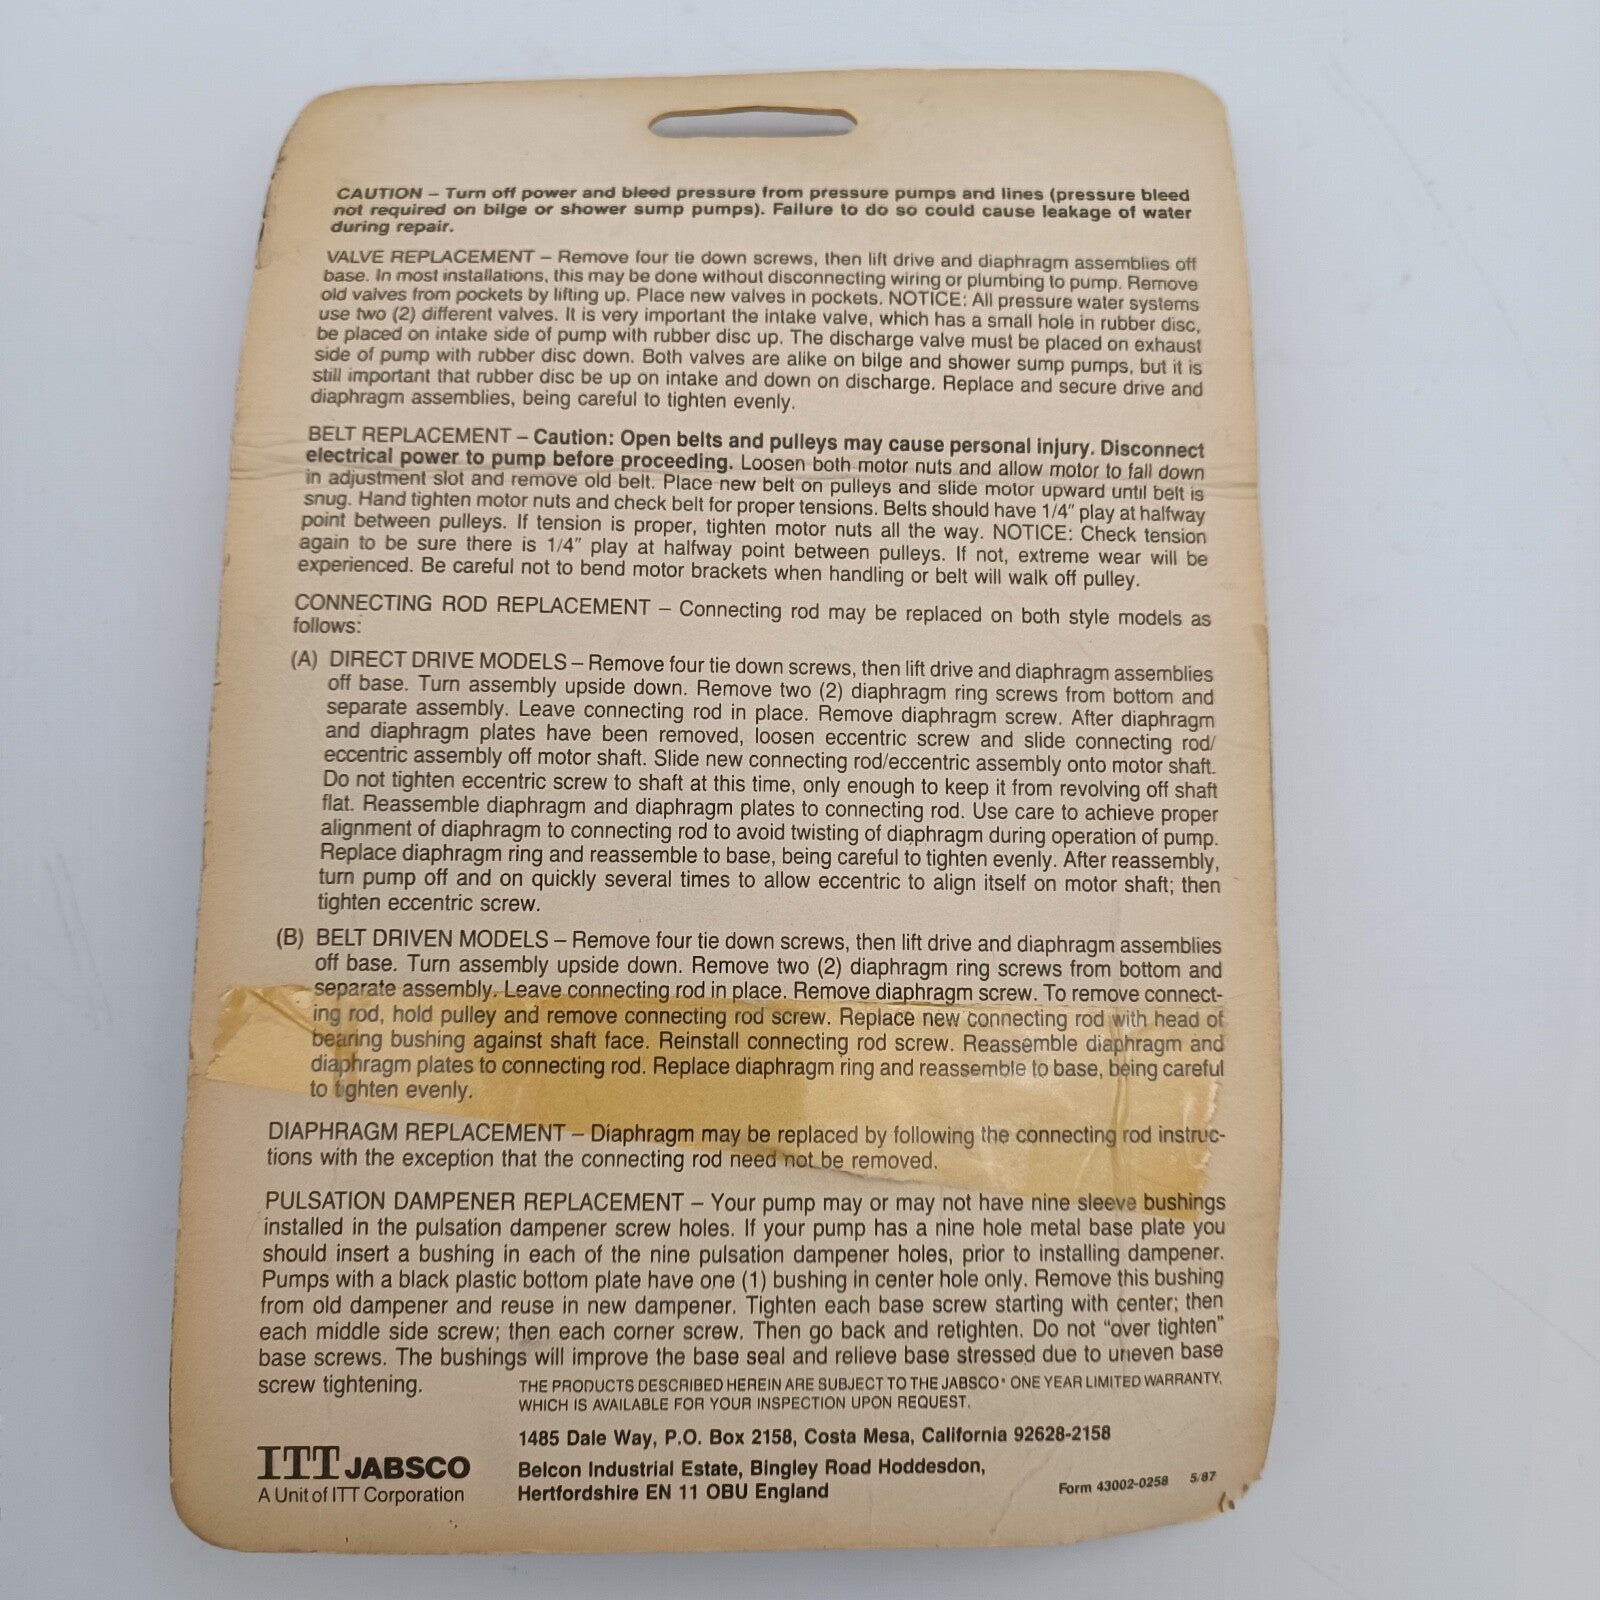 CAUTION – Turn off power and bleed pressure from pressure pumps and lines (pressure bleed
not required on bilge or shower sump pumps). Failure to do so could cause leakage of water
during repair.
VALVE REPLACEMENT – Remove four tie down screws, then lift drive and diaphragm assemblies off
base. In most installations, this may be done without disconnecting wiring or plumbing to pump. Remove
old valves from pockets by lifting up. Place new valves in pockets. NOTICE: All pressure water systems
use two (2) different valves. It is very important the intake valve, which has a small hole in rubber disc,
be placed on intake side of pump with rubber disc up. The discharge valve must be placed on exhaust
side of pump with rubber disc down. Both valves are alike on bilge and shower sump pumps, but it is
still important that rubber disc be up on intake and down on discharge. Replace and secure drive and
diaphragm assemblies, being careful to tighten evenly.
BELT REPLACEMENT – Caution: Open belts and pulleys may cause personal injury. Disconnect
electrical power to pump before proceeding. Loosen both motor nuts and allow motor to fall down
in adjustment slot and remove old belt. Place new belt on pulleys and slide motor upward until belt is
snug. Hand tighten motor nuts and check belt for proper tensions. Belts should have 1/4" play at halfway
point between pulleys. If tension is proper, tighten motor nuts all the way. NOTICE: Check tension
again to be sure there is 1/4" play at halfway point between pulleys. If not, extreme wear will be
experienced. Be careful not to bend motor brackets when handling or belt will walk off pulley.
CONNECTING ROD REPLACEMENT – Connecting rod may be replaced on both style models as
follows:
(A) DIRECT DRIVE MODELS – Remove four tie down screws, then lift drive and diaphragm assemblies
off base. Turn assembly upside down. Remove two (2) diaphragm ring screws from bottom and
separate assembly. Leave connecting rod in place. Remove diaphragm screw. After diaphragm
and diaphragm plates have been removed, loosen eccentric screw and slide connecting rod/
eccentric assembly off motor shaft. Slide new connecting rod/eccentric assembly onto motor shaft.
Do not tighten eccentric screw to shaft at this time, only enough to keep it from revolving off shaft
flat. Reassemble diaphragm and diaphragm plates to connecting rod. Use care to achieve proper
alignment of diaphragm to connecting rod to avoid twisting of diaphragm during operation of pump.
Replace diaphragm ring and reassemble to base, being careful to tighten evenly. After reassembly,
turn pump off and on quickly several times to allow eccentric to align itself on motor shaft; then
tighten eccentric screw.
(B) BELT DRIVEN MODELS – Remove four tie down screws, then lift drive and diaphragm assemblies
off base. Turn assembly upside down. Remove two (2) diaphragm ring screws from bottom and
separate assembly. Leave connecting rod in place. Remove diaphragm screw. To remove connect-
ing rod, hold pulley and remove connecting rod screw. Replace new connecting rod with head of
bearing bushing against shaft face. Reinstall connecting rod screw. Reassemble diaphragm and
diaphragm plates to connecting rod. Replace diaphragm ring and reassemble to base, being careful
to tighten evenly.
DIAPHRAGM REPLACEMENT – Diaphragm may be replaced by following the connecting rod instruc-
tions with the exception that the connecting rod need not be removed.
PULSATION DAMPENER REPLACEMENT – Your pump may or may not have nine sleeve bushings
installed in the pulsation dampener screw holes. If your pump has a nine hole metal base plate you
should insert a bushing in each of the nine pulsation dampener holes, prior to installing dampener.
Pumps with a black plastic bottom plate have one (1) bushing in center hole only. Remove this bushing
from old dampener and reuse in new dampener. Tighten each base screw starting with center; then
each middle side screw; then each corner screw. Then go back and retighten. Do not "over tighten"
base screws. The bushings will improve the base seal and relieve base stressed due to uneven base
screw tightening.
THE PRODUCTS DESCRIBED HEREIN ARE SUBJECT TO THE JABSCO® ONE YEAR LIMITED WARRANTY,
WHICH IS AVAILABLE FOR YOUR INSPECTION UPON REQUEST.
ITT JABSCO
A Unit of ITT Corporation
1485 Dale Way, P.O. Box 2158, Costa Mesa, California 92628-2158
Belcon Industrial Estate, Bingley Road Hoddesdon,
Hertfordshire EN 11 OBU England
Form 43002-0258 5/87